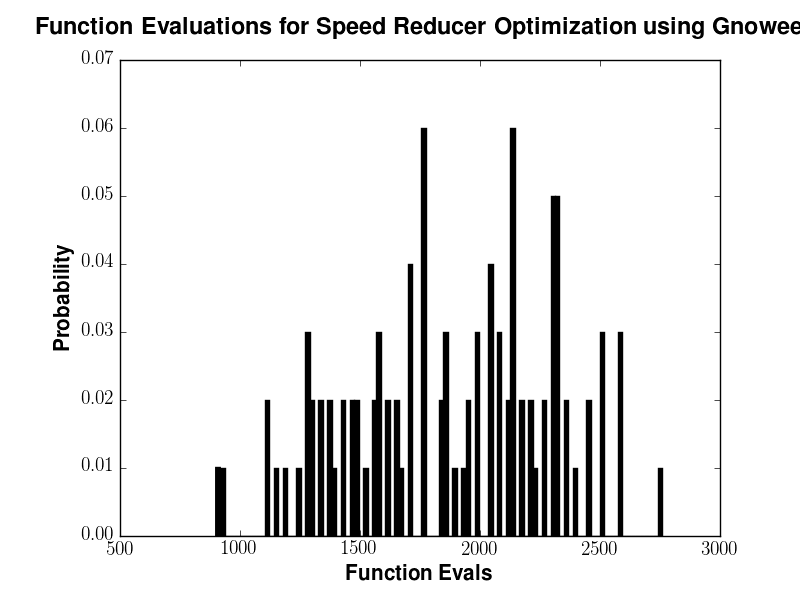 Function Evaluations for Speed Reducer Optimization using Gnowee
0.07
0.06
0.05
0.04
0.03
0.02
0.01
0.00
Probability
500 1000 1500 2000 2500 3000
Function Evals